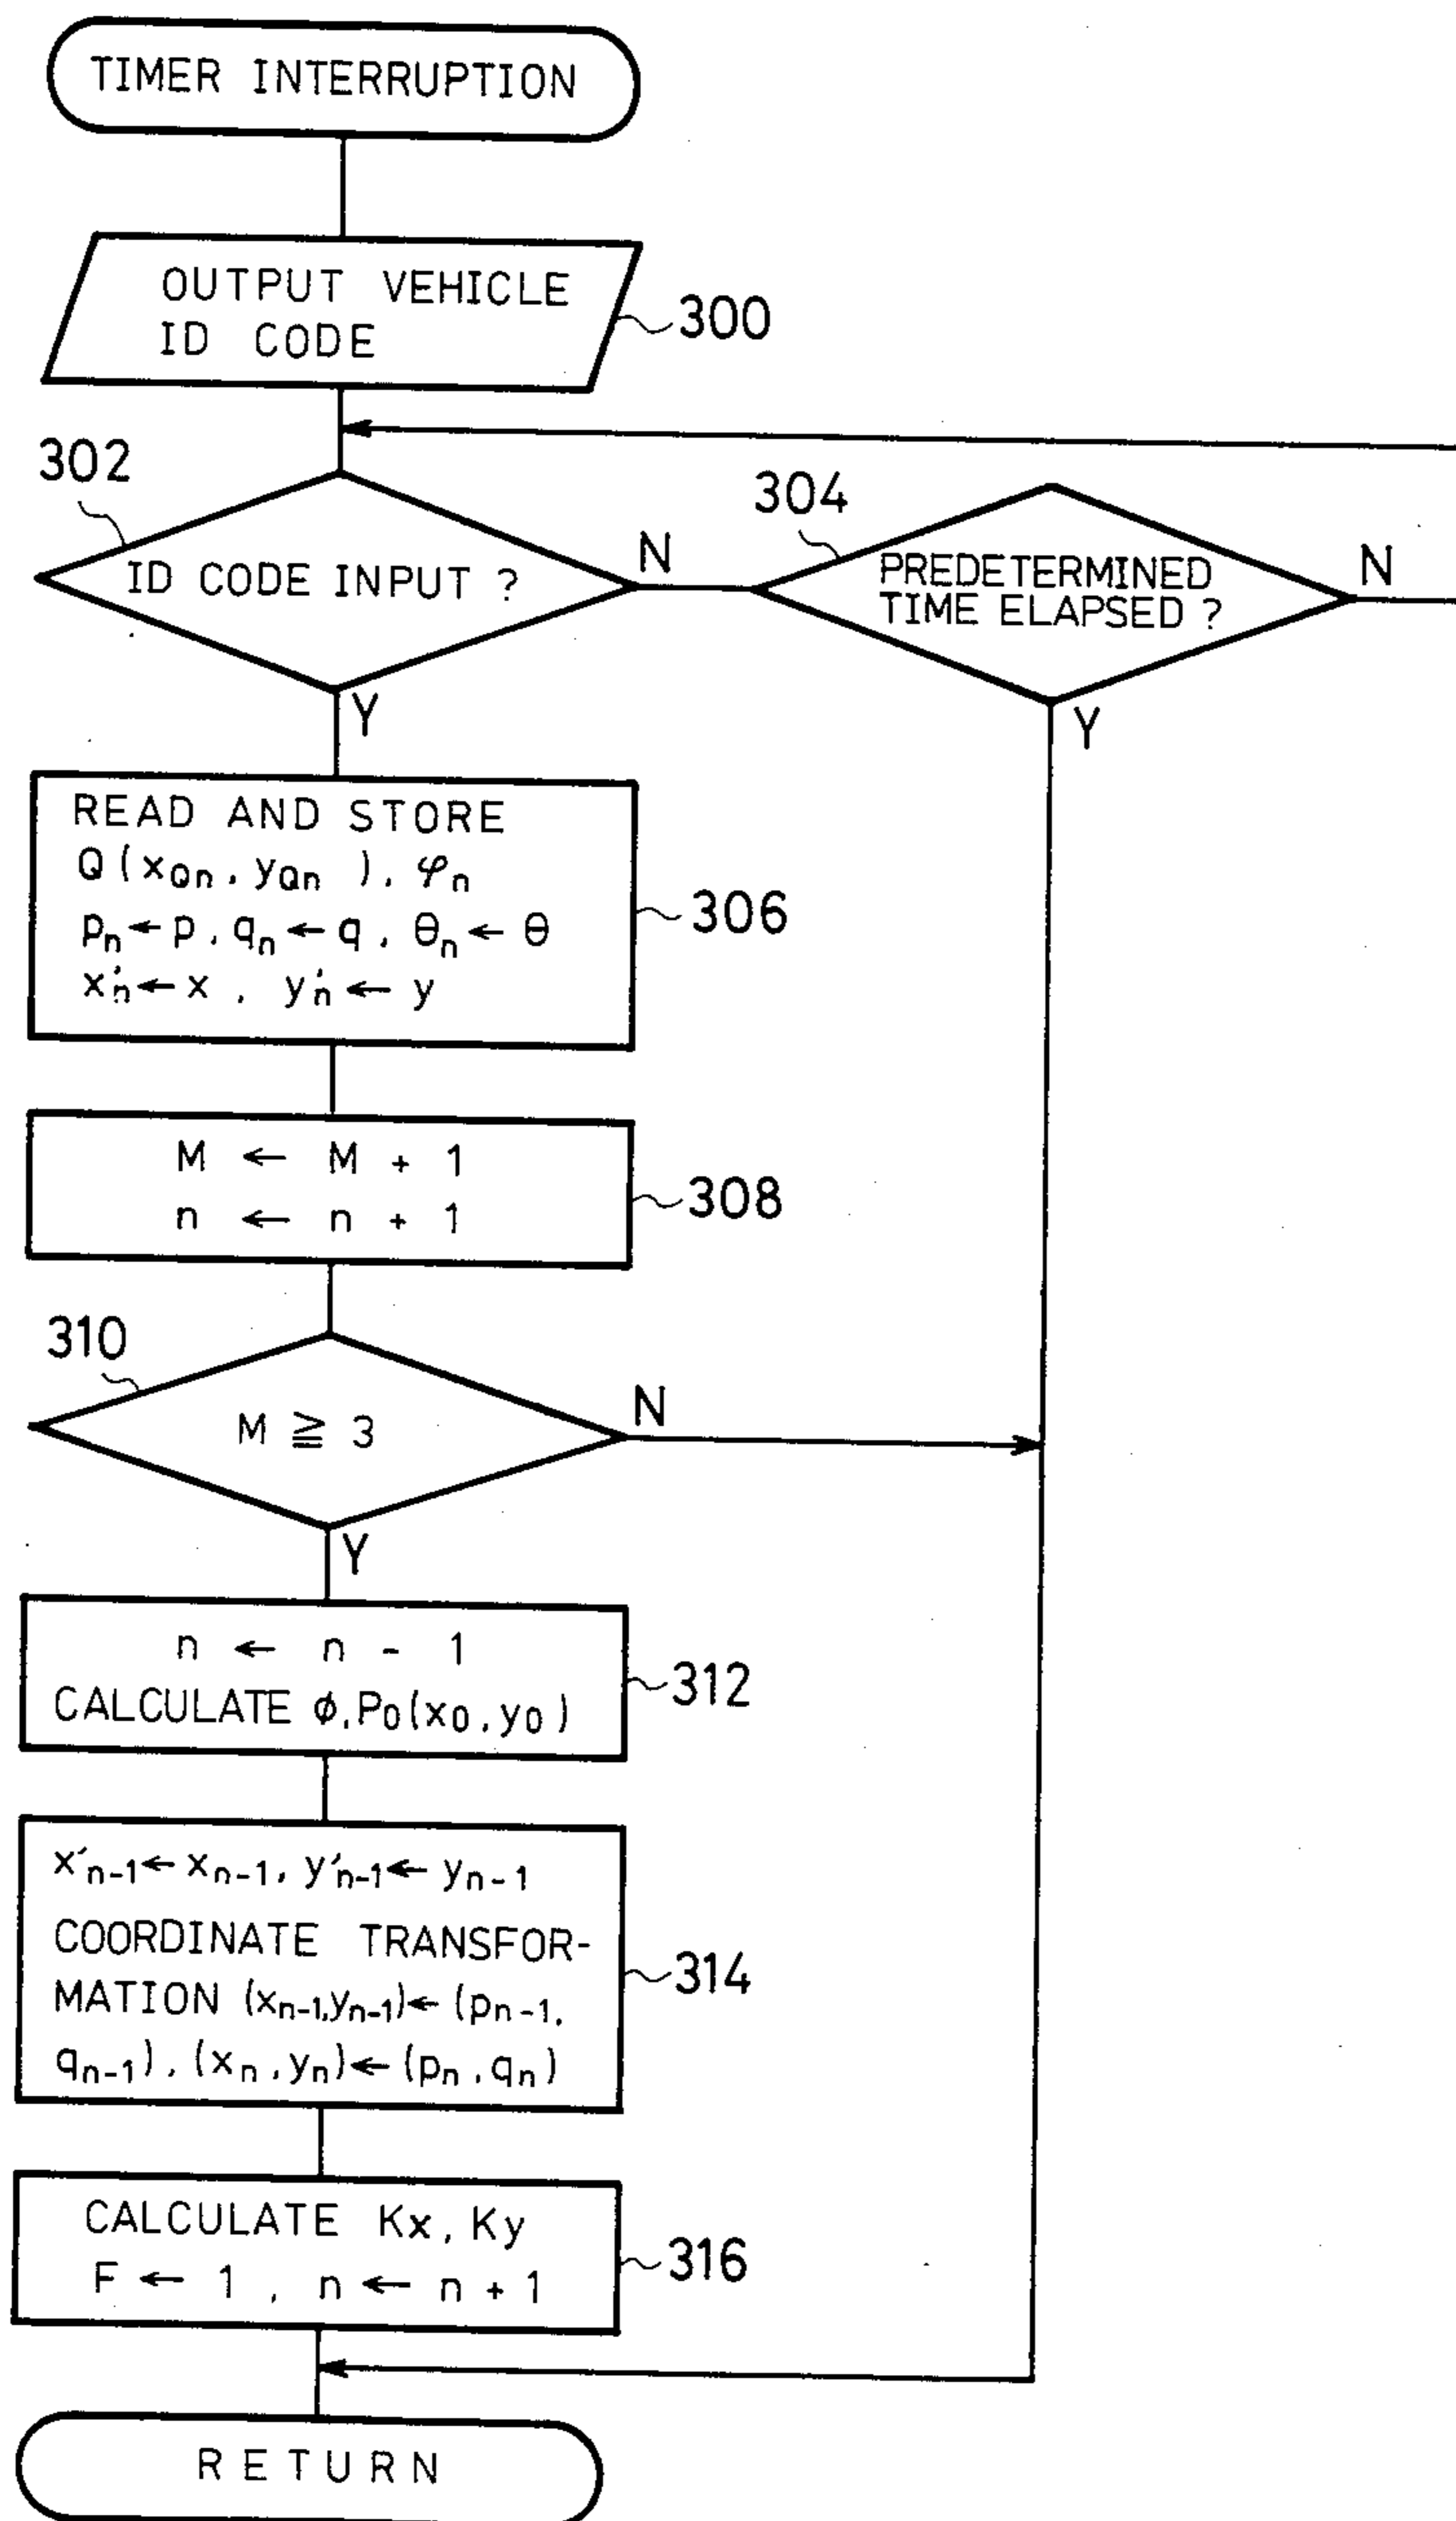 TIMER INTERRUPTION
OUTPUT VEHICLE
ID CODE
300
302
ID CODE INPUT ?
N
304
PREDETERMINED
TIME ELAPSED ?
N
Y
Y
READ AND STORE
Q(xQn, yQn), φn
pn←p, qn←q, θn←θ
x'n←x, y'n←y
306
M ← M + 1
n ← n + 1
308
310
M ≧ 3
N
Y
n ← n - 1
CALCULATE ϕ, P0(x0, y0)
312
x'n-1←xn-1, y'n-1←yn-1
COORDINATE TRANSFOR-
MATION (xn-1,yn-1)←(pn-1,
qn-1), (xn, yn)←(pn, qn)
314
CALCULATE Kx, Ky
F ← 1, n ← n + 1
316
RETURN